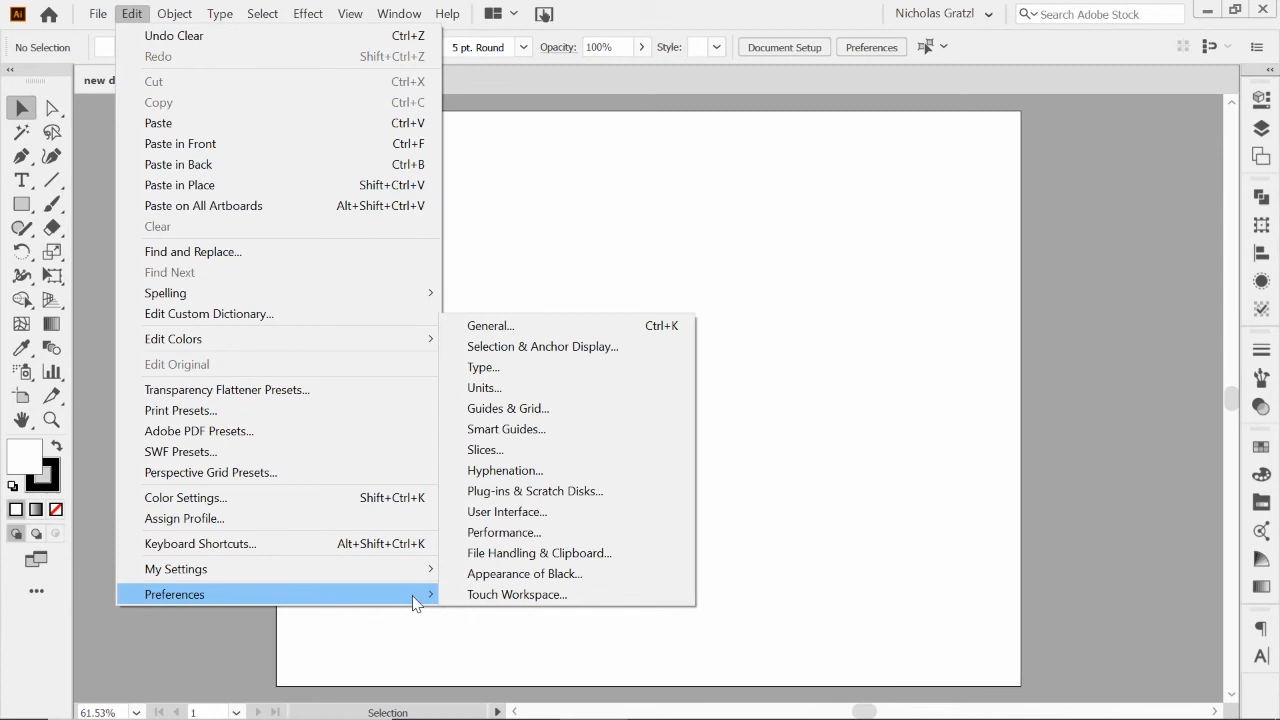 Ai File Edit Object Type Select Effect View Window Help Nicholas Gratzl Search Adobe Stock
No Selection 5 pt. Round Opacity: 100% Style: Document Setup Preferences
new d
Undo Clear Ctrl+Z
Redo Shift+Ctrl+Z
Cut Ctrl+X
Copy Ctrl+C
Paste Ctrl+V
Paste in Front Ctrl+F
Paste in Back Ctrl+B
Paste in Place Shift+Ctrl+V
Paste on All Artboards Alt+Shift+Ctrl+V
Clear
Find and Replace...
Find Next
Spelling
Edit Custom Dictionary...
Edit Colors
Edit Original
Transparency Flattener Presets...
Print Presets...
Adobe PDF Presets...
SWF Presets...
Perspective Grid Presets...
Color Settings... Shift+Ctrl+K
Assign Profile...
Keyboard Shortcuts... Alt+Shift+Ctrl+K
My Settings
Preferences
General... Ctrl+K
Selection & Anchor Display...
Type...
Units...
Guides & Grid...
Smart Guides...
Slices...
Hyphenation...
Plug-ins & Scratch Disks...
User Interface...
Performance...
File Handling & Clipboard...
Appearance of Black...
Touch Workspace...
61.53% 1 Selection